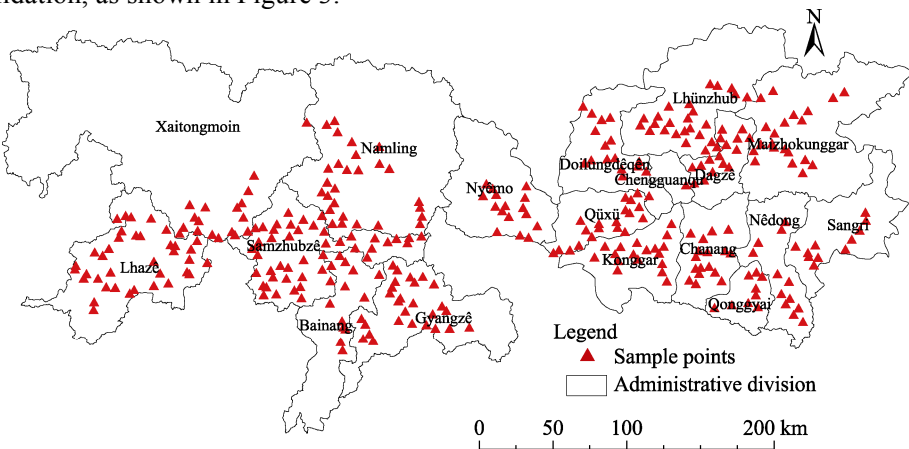 idation, as shown in Figure 3.
N
Xaitongmoin
Lhünzhub
Namling
Maizhokunggar
Doilungdêqên
Chengguanqu
Dagzê
Nyêmo
Qüxü
Nêdong
Sangri
Samzhubzê
Chanang
Lhazê
Konggar
Qonggyai
Bainang
Gyangzê
Legend
Sample points
Administrative division
0 50 100 200 km